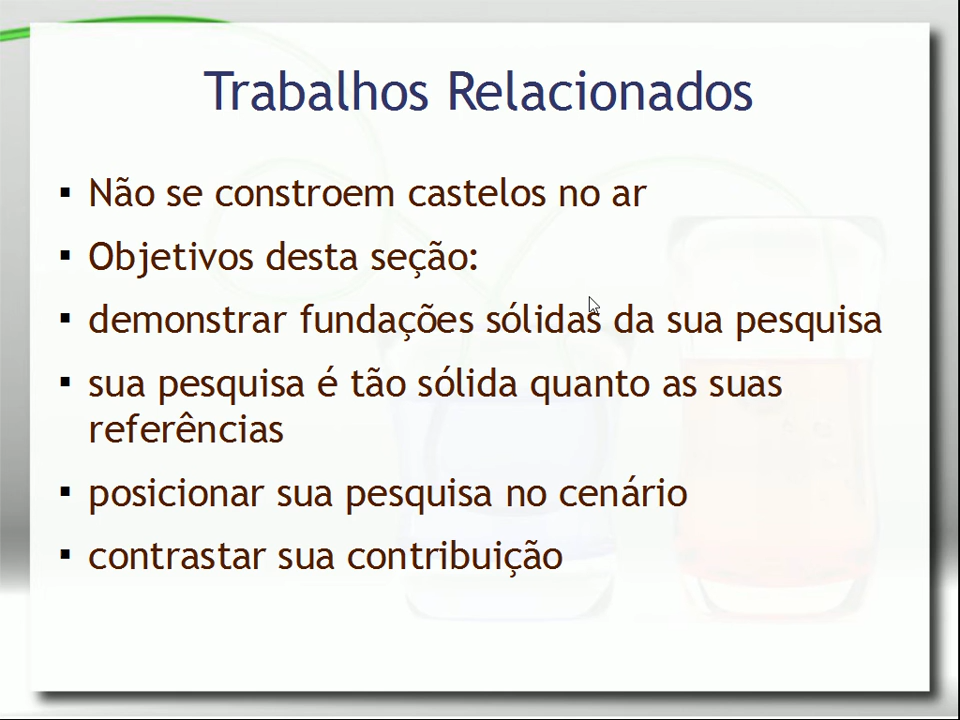 Trabalhos Relacionados
▪ Não se constroem castelos no ar
▪ Objetivos desta seção:
▪ demonstrar fundações sólidas da sua pesquisa
▪ sua pesquisa é tão sólida quanto as suas
referências
▪ posicionar sua pesquisa no cenário
▪ contrastar sua contribuição